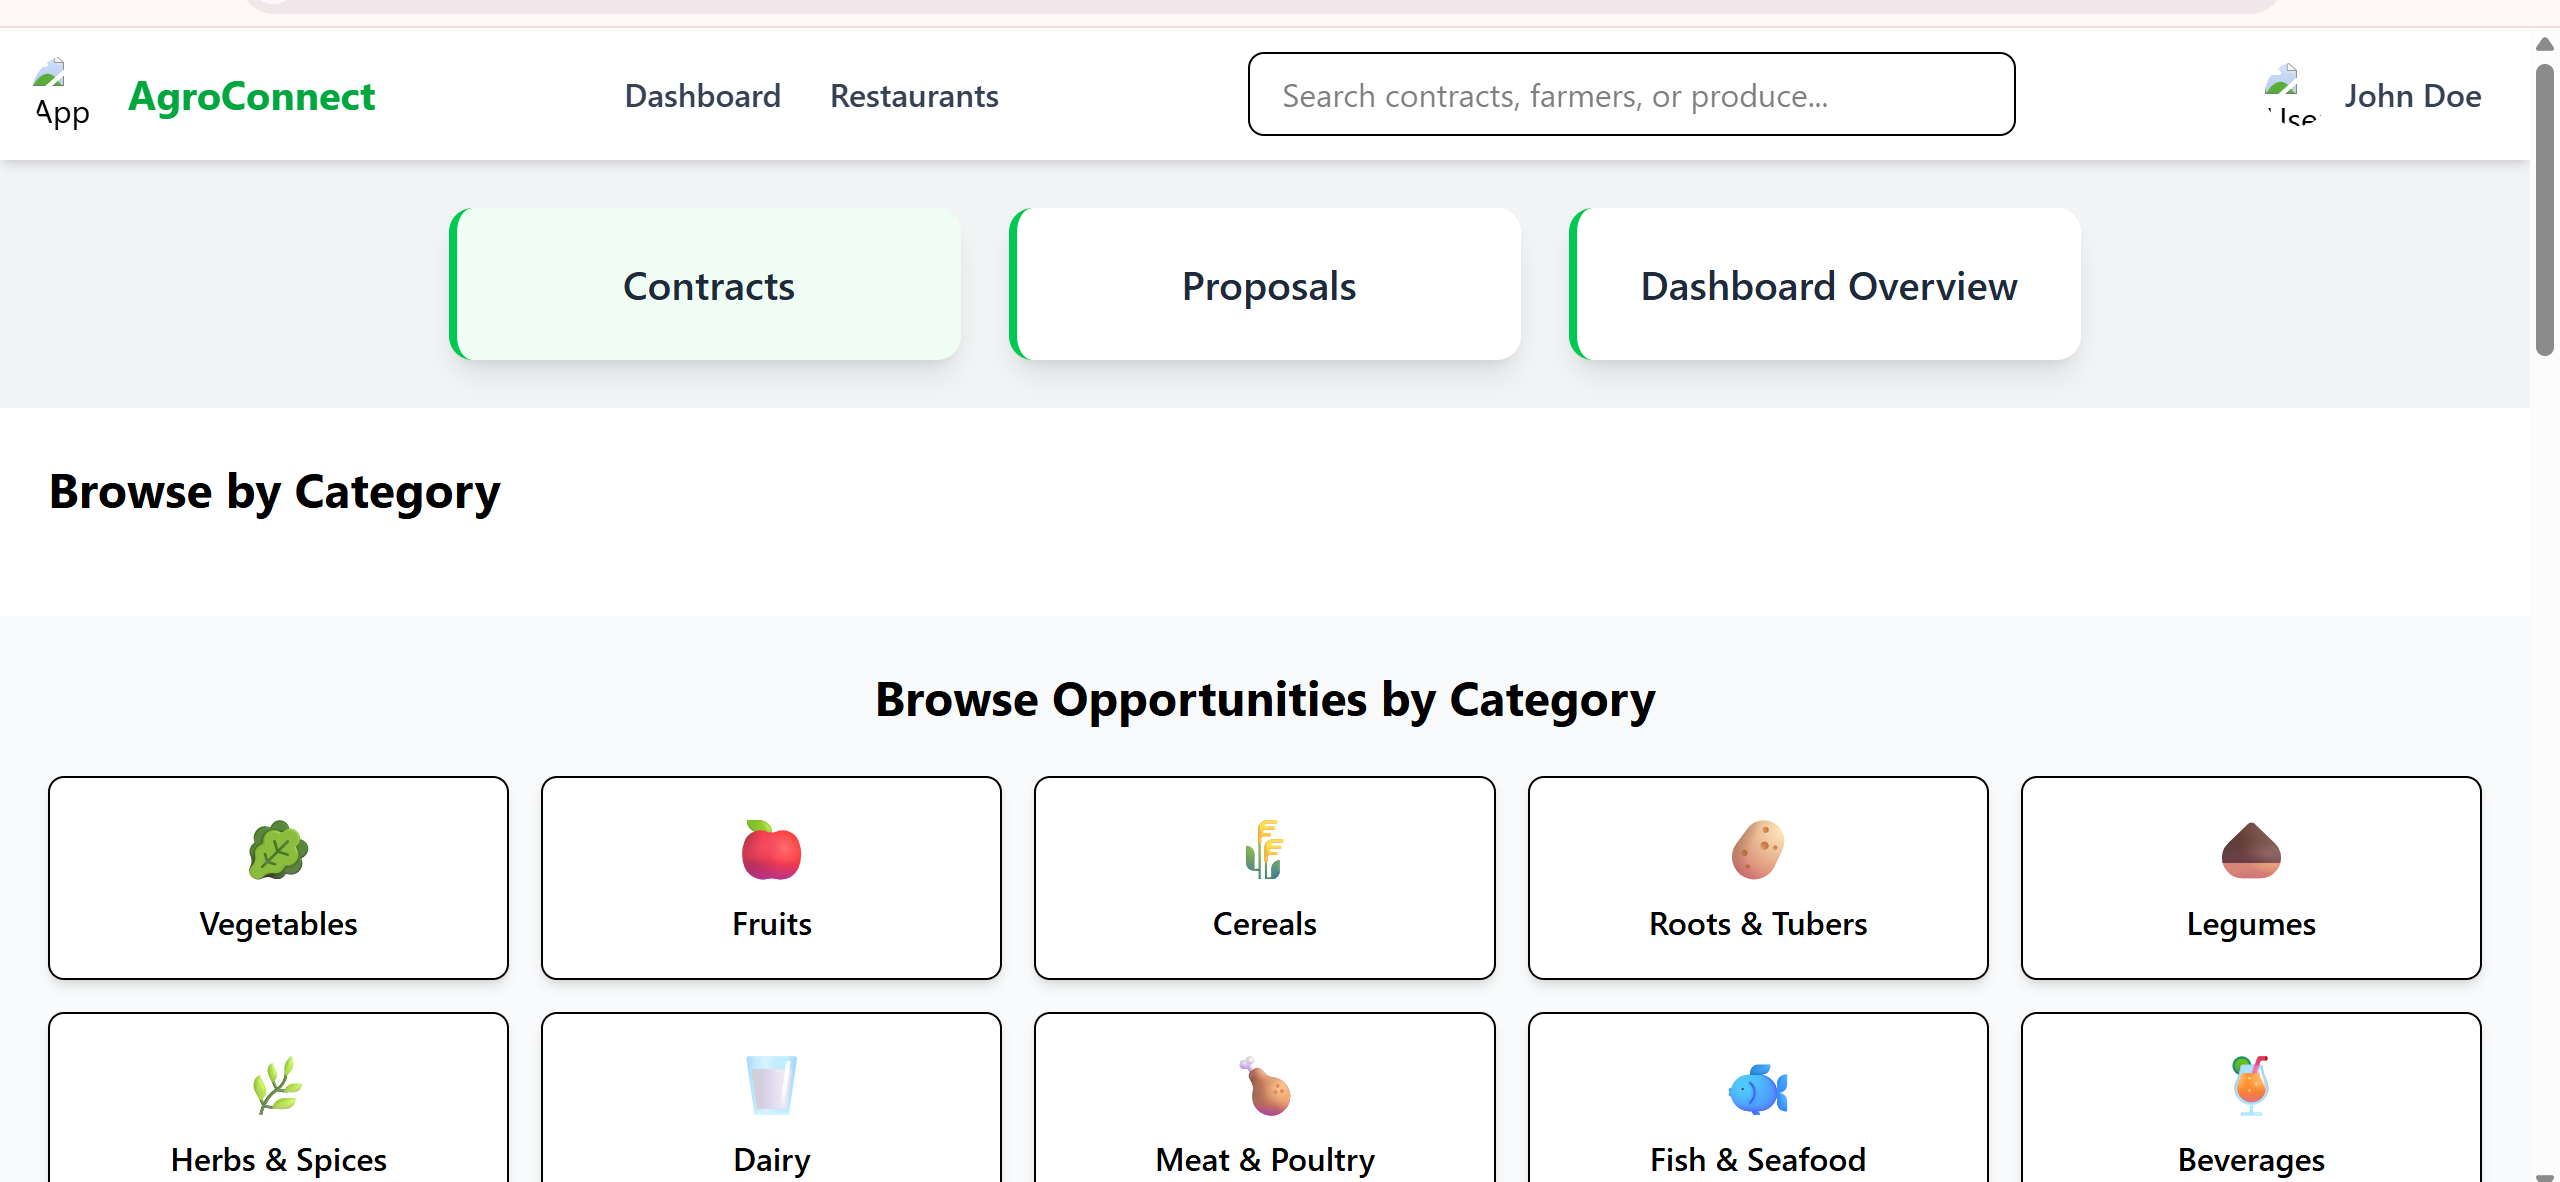 App
AgroConnect
Dashboard
Restaurants
Search contracts, farmers, or produce...
User
John Doe
Contracts
Proposals
Dashboard Overview
Browse by Category
Browse Opportunities by Category
Vegetables
Fruits
Cereals
Roots & Tubers
Legumes
Herbs & Spices
Dairy
Meat & Poultry
Fish & Seafood
Beverages